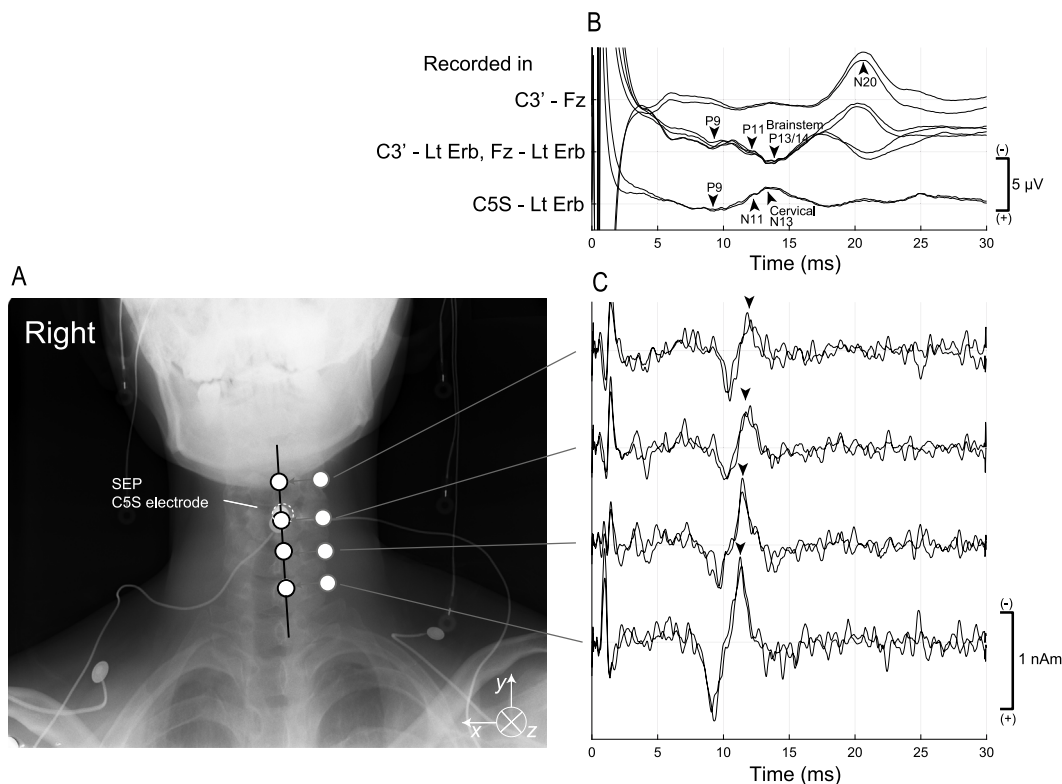 B
Recorded in
C3' - Fz
N20
P9
P11
Brainstem
P13/14
C3' - Lt Erb, Fz - Lt Erb
(-)
5 μV
(+)
P9
C5S - Lt Erb
N11
Cervical
N13
0 5 10 15 20 25 30
Time (ms)
A
Right
SEP
C5S electrode
y
x
z
C
(-)
1 nAm
(+)
0 5 10 15 20 25 30
Time (ms)